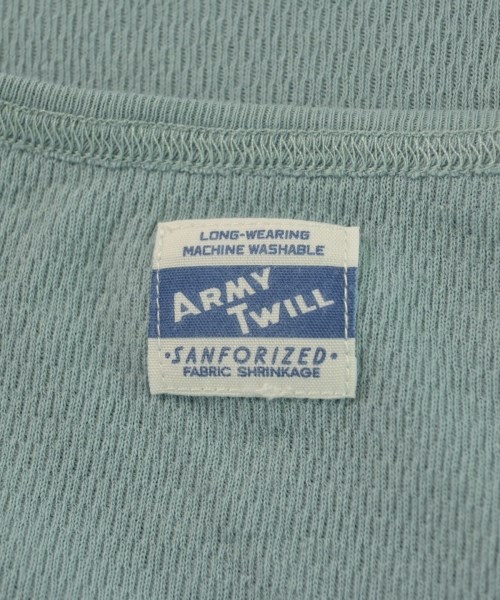 LONG-WEARING
MACHINE WASHABLE
ARMY
TWILL
·SANFORIZED·
FABRIC SHRINKAGE